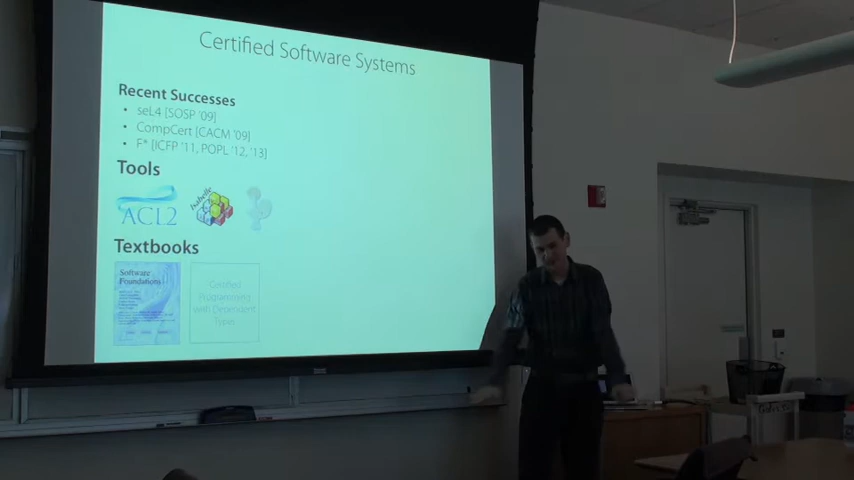 Certified Software Systems
Recent Successes
• seL4 [SOSP '09]
• CompCert [CACM '09]
• F* [ICFP '11, POPL '12, '13]
Tools
ACL2
Isabelle
Textbooks
Software
Foundations
Certified
Programming
with Dependent
Types